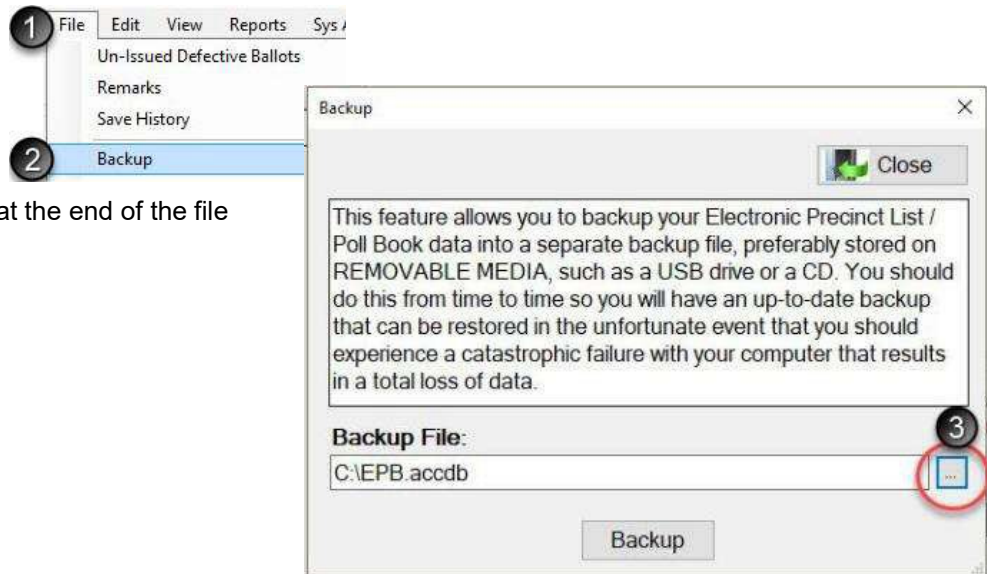 1 File Edit View Reports Sys
Un-Issued Defective Ballots
Remarks
Save History
2 Backup
at the end of the file
Backup
Close
This feature allows you to backup your Electronic Precinct List /
Poll Book data into a separate backup file, preferably stored on
REMOVABLE MEDIA, such as a USB drive or a CD. You should
do this from time to time so you will have an up-to-date backup
that can be restored in the unfortunate event that you should
experience a catastrophic failure with your computer that results
in a total loss of data.
3
Backup File:
C:\EPB.accdb ...
Backup